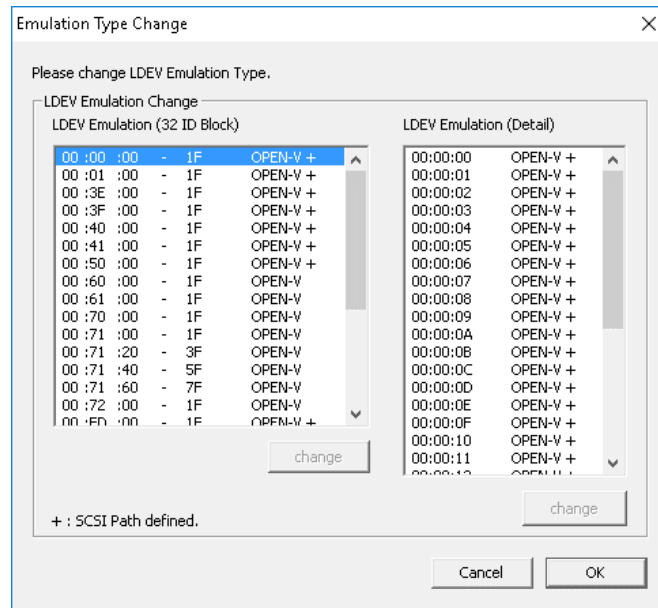 Emulation Type Change
Please change LDEV Emulation Type.
LDEV Emulation Change
LDEV Emulation (32 ID Block)
00 :00 :00 - 1F OPEN-V +
00 :01 :00 - 1F OPEN-V +
00 :3E :00 - 1F OPEN-V +
00 :3F :00 - 1F OPEN-V +
00 :40 :00 - 1F OPEN-V +
00 :41 :00 - 1F OPEN-V +
00 :50 :00 - 1F OPEN-V +
00 :60 :00 - 1F OPEN-V
00 :61 :00 - 1F OPEN-V
00 :70 :00 - 1F OPEN-V
00 :71 :00 - 1F OPEN-V
00 :71 :20 - 3F OPEN-V
00 :71 :40 - 5F OPEN-V
00 :71 :60 - 7F OPEN-V
00 :72 :00 - 1F OPEN-V
00 :FD :00 - 1F OPEN-V +
change
+ : SCSI Path defined.
LDEV Emulation (Detail)
00:00:00 OPEN-V +
00:00:01 OPEN-V +
00:00:02 OPEN-V +
00:00:03 OPEN-V +
00:00:04 OPEN-V +
00:00:05 OPEN-V +
00:00:06 OPEN-V +
00:00:07 OPEN-V +
00:00:08 OPEN-V +
00:00:09 OPEN-V +
00:00:0A OPEN-V +
00:00:0B OPEN-V +
00:00:0C OPEN-V +
00:00:0D OPEN-V +
00:00:0E OPEN-V +
00:00:0F OPEN-V +
00:00:10 OPEN-V +
00:00:11 OPEN-V +
change
Cancel
OK